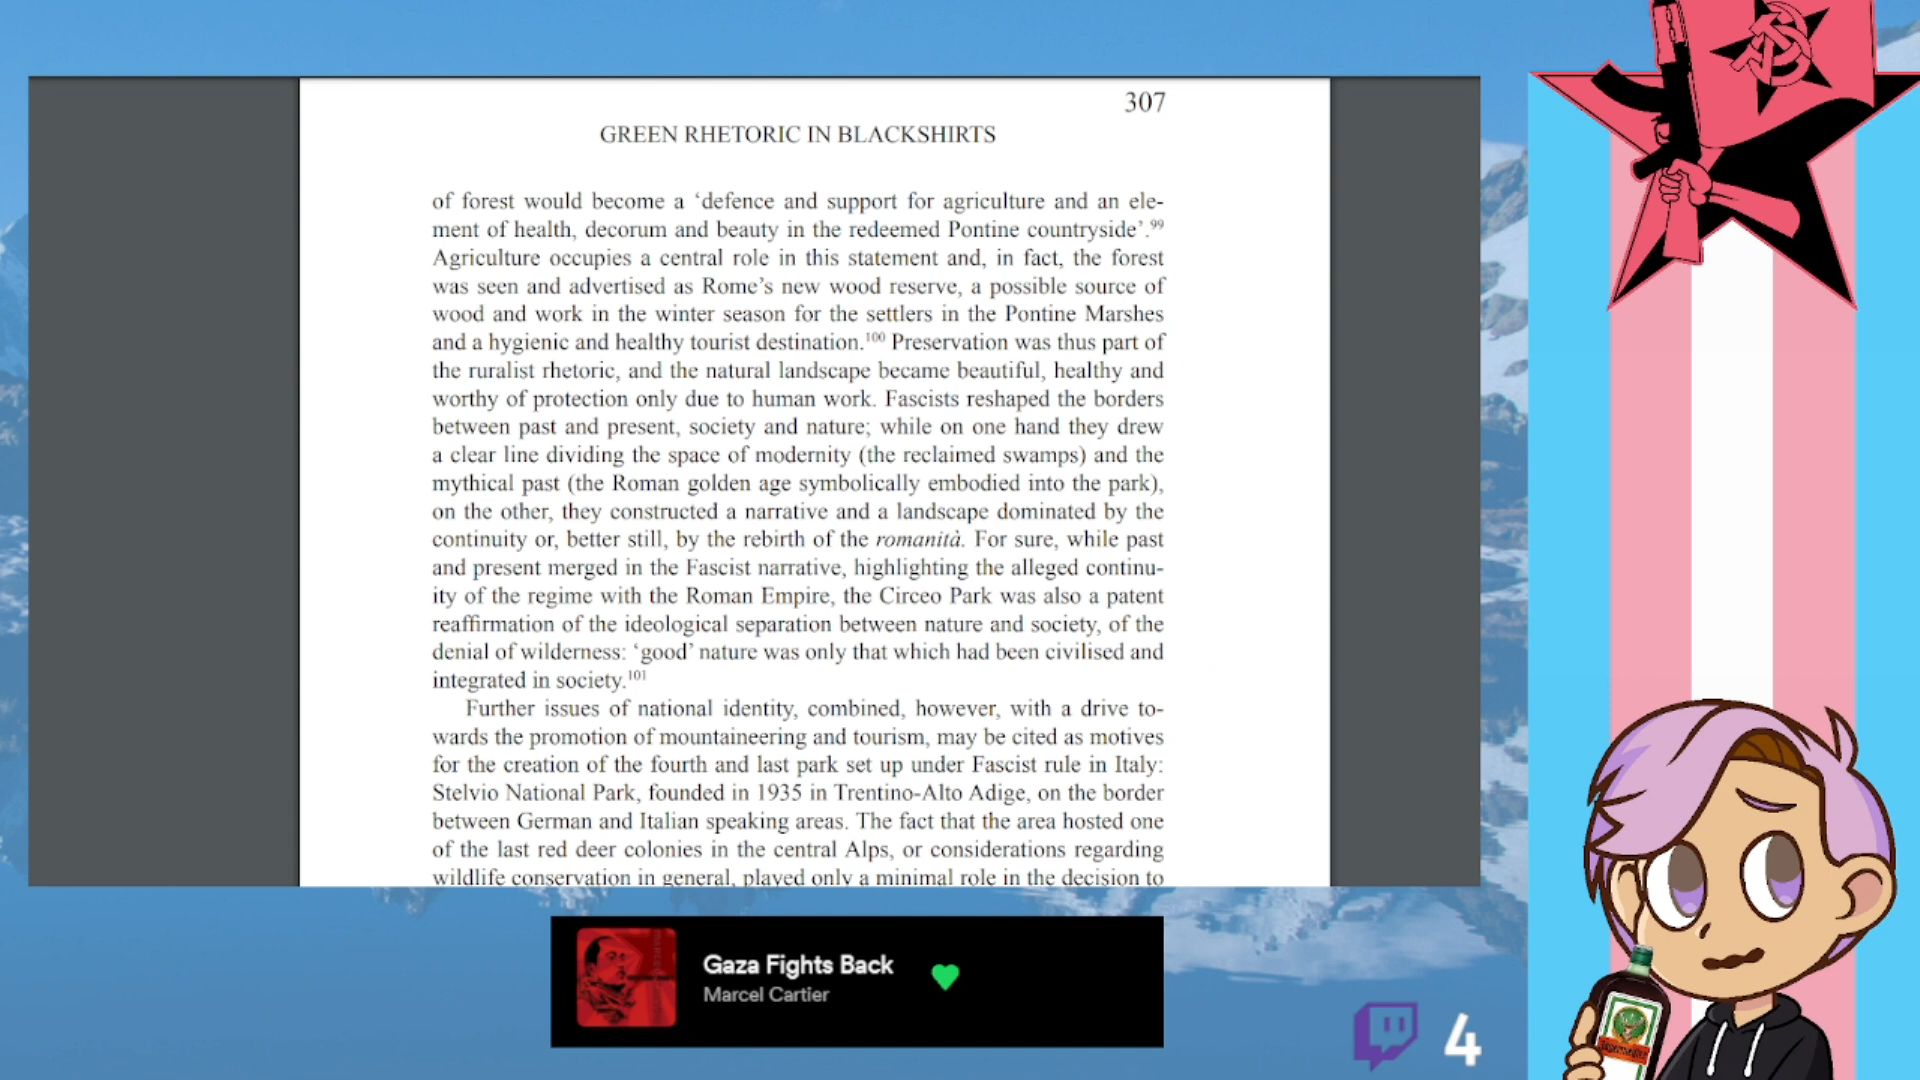 307
GREEN RHETORIC IN BLACKSHIRTS
of forest would become a ‘defence and support for agriculture and an ele-
ment of health, decorum and beauty in the redeemed Pontine countryside’.99
Agriculture occupies a central role in this statement and, in fact, the forest
was seen and advertised as Rome’s new wood reserve, a possible source of
wood and work in the winter season for the settlers in the Pontine Marshes
and a hygienic and healthy tourist destination.100 Preservation was thus part of
the ruralist rhetoric, and the natural landscape became beautiful, healthy and
worthy of protection only due to human work. Fascists reshaped the borders
between past and present, society and nature; while on one hand they drew
a clear line dividing the space of modernity (the reclaimed swamps) and the
mythical past (the Roman golden age symbolically embodied into the park),
on the other, they constructed a narrative and a landscape dominated by the
continuity or, better still, by the rebirth of the romanità. For sure, while past
and present merged in the Fascist narrative, highlighting the alleged continu-
ity of the regime with the Roman Empire, the Circeo Park was also a patent
reaffirmation of the ideological separation between nature and society, of the
denial of wilderness: ‘good’ nature was only that which had been civilised and
integrated in society.101
Further issues of national identity, combined, however, with a drive to-
wards the promotion of mountaineering and tourism, may be cited as motives
for the creation of the fourth and last park set up under Fascist rule in Italy:
Stelvio National Park, founded in 1935 in Trentino-Alto Adige, on the border
between German and Italian speaking areas. The fact that the area hosted one
of the last red deer colonies in the central Alps, or considerations regarding
wildlife conservation in general, played only a minimal role in the decision to
Gaza Fights Back
Marcel Cartier
4